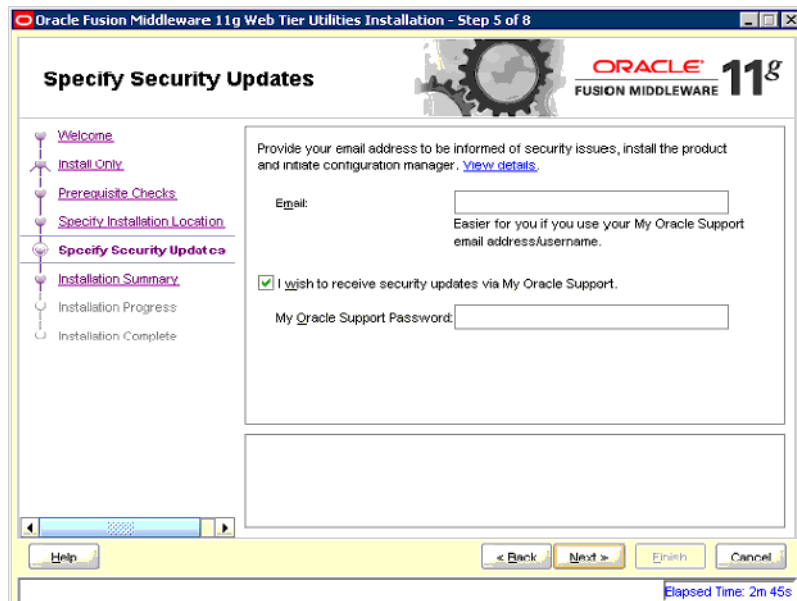 Oracle Fusion Middleware 11g Web Tier Utilities Installation - Step 5 of 8
Specify Security Updates
ORACLE
FUSION MIDDLEWARE 11g
Welcome
Install Only
Prerequisite Checks
Specify Installation Location
Specify Security Updates
Installation Summary
Installation Progress
Installation Complete
Provide your email address to be informed of security issues, install the product
and initiate configuration manager. View details.
Email:
Easier for you if you use your My Oracle Support
email address/username.
I wish to receive security updates via My Oracle Support.
My Oracle Support Password:
Help
< Back
Next >
Finish
Cancel
Elapsed Time: 2m 45s